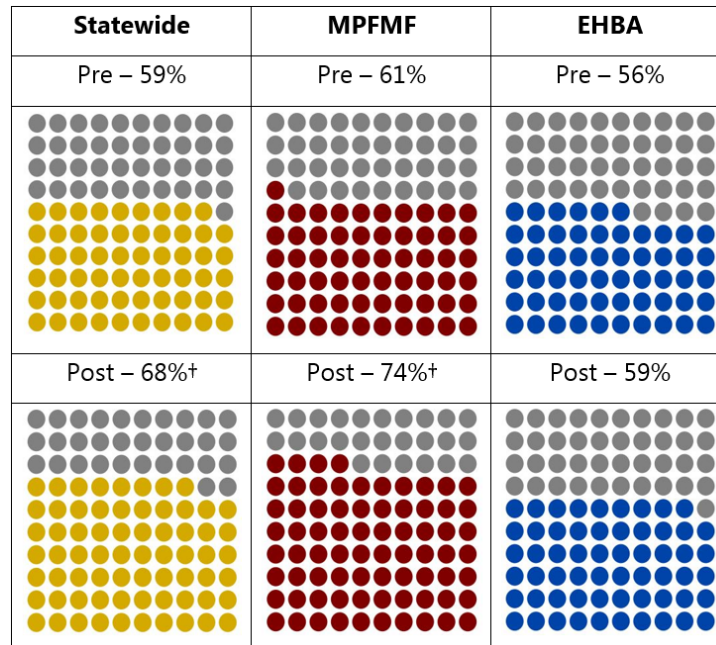 Statewide MPFMF EHBA
Pre – 59% Pre – 61% Pre – 56%
Post – 68%† Post – 74%† Post – 59%